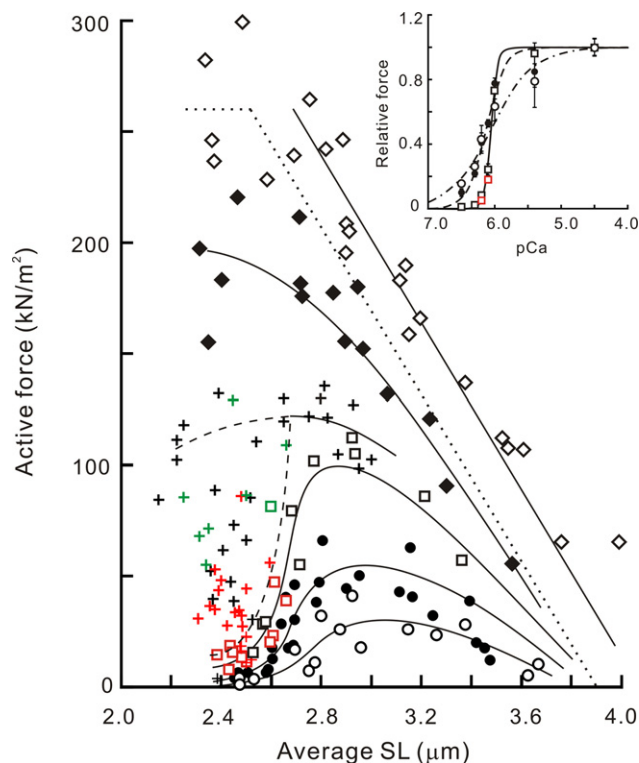 300
200
100
0
Active force (kN/m²)
2.0 2.4 2.8 3.2 3.6 4.0
Average SL (μm)
1.2
0.8
0.4
0
Relative force
7.0 6.0 5.0 4.0
pCa